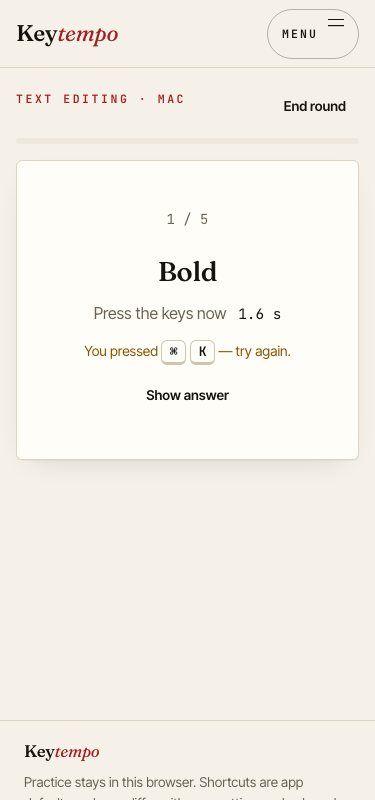 Keytempo
MENU
TEXT EDITING · MAC
End round
1 / 5
Bold
Press the keys now 1.6 s
You pressed ⌘ K — try again.
Show answer
Keytempo
Practice stays in this browser. Shortcuts are app